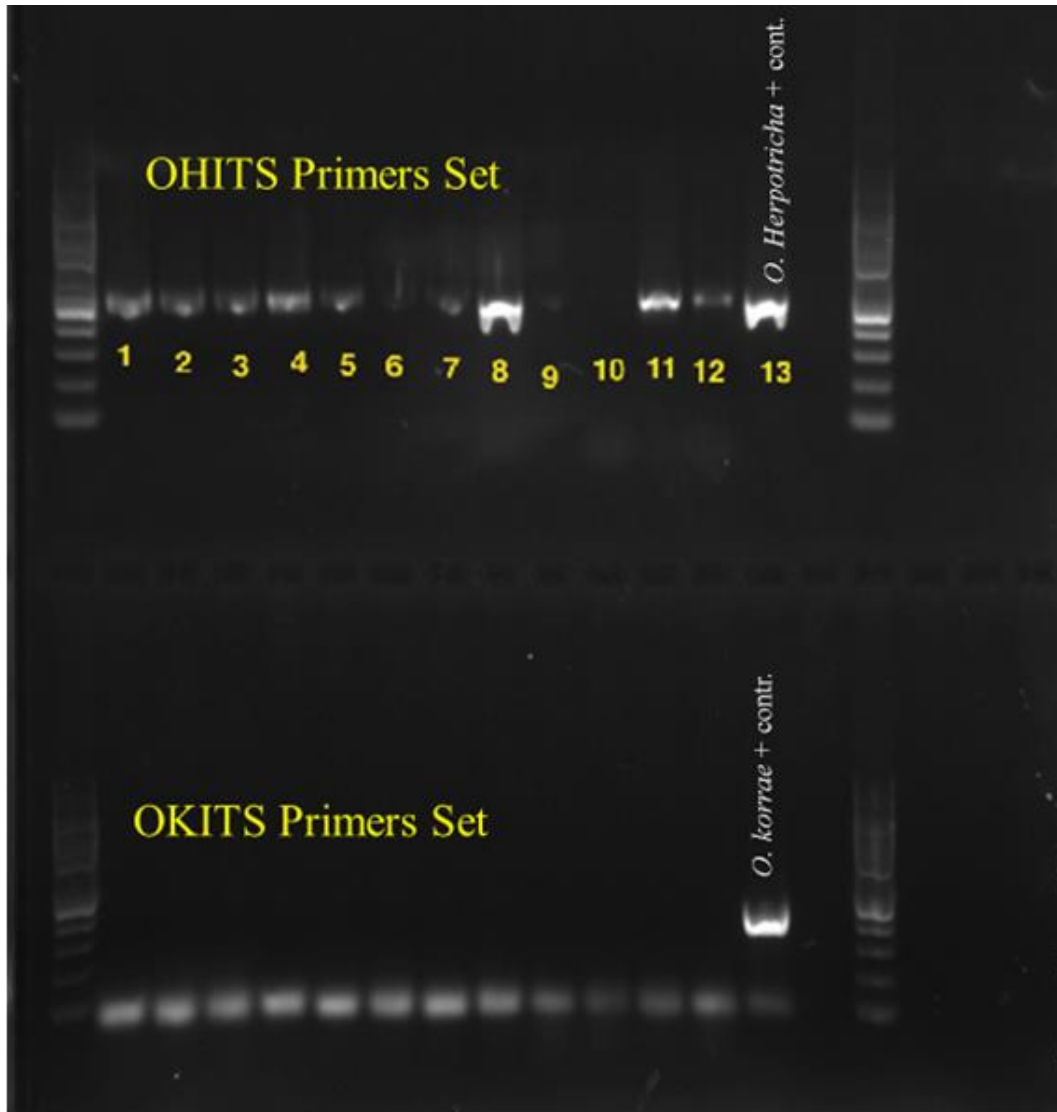 O. Herpotricha + cont.
OHITS Primers Set
1 2 3 4 5 6 7 8 9 10 11 12 13
O. korrae + contr.
OKITS Primers Set